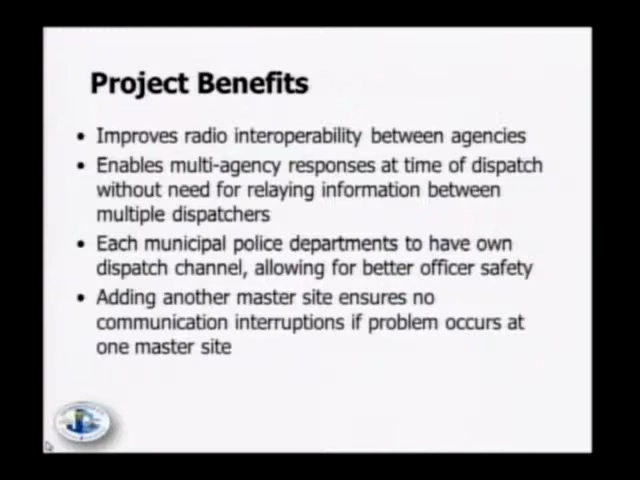 Project Benefits
• Improves radio interoperability between agencies
• Enables multi-agency responses at time of dispatch
without need for relaying information between
multiple dispatchers
• Each municipal police departments to have own
dispatch channel, allowing for better officer safety
• Adding another master site ensures no
communication interruptions if problem occurs at
one master site